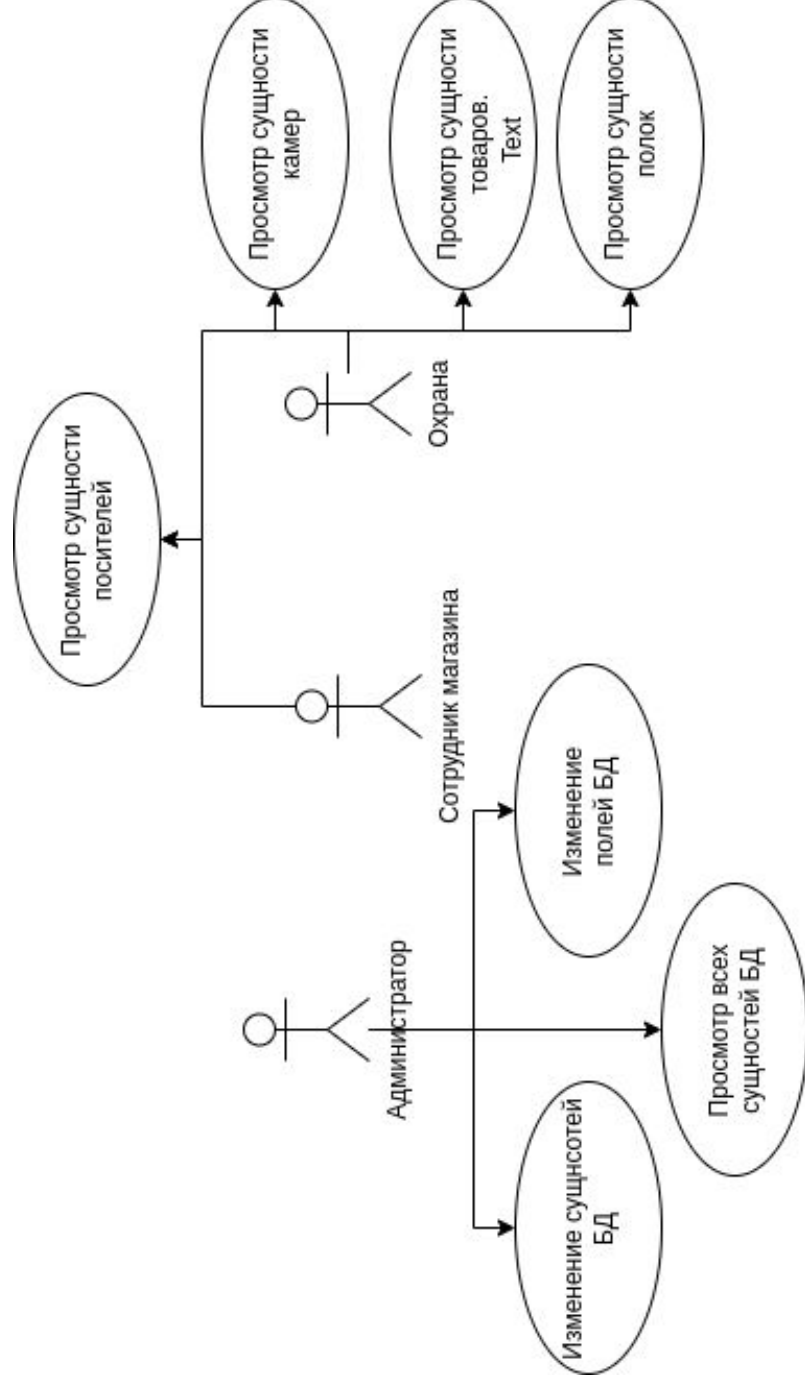 Просмотр сущности
посителей
Просмотр сущности
камер
Просмотр сущности
товаров.
Text
Просмотр сущности
полок
Охрана
Сотрудник магазина
Администратор
Изменение сущнсотей
БД
Просмотр всех
сущностей БД
Изменение
полей БД